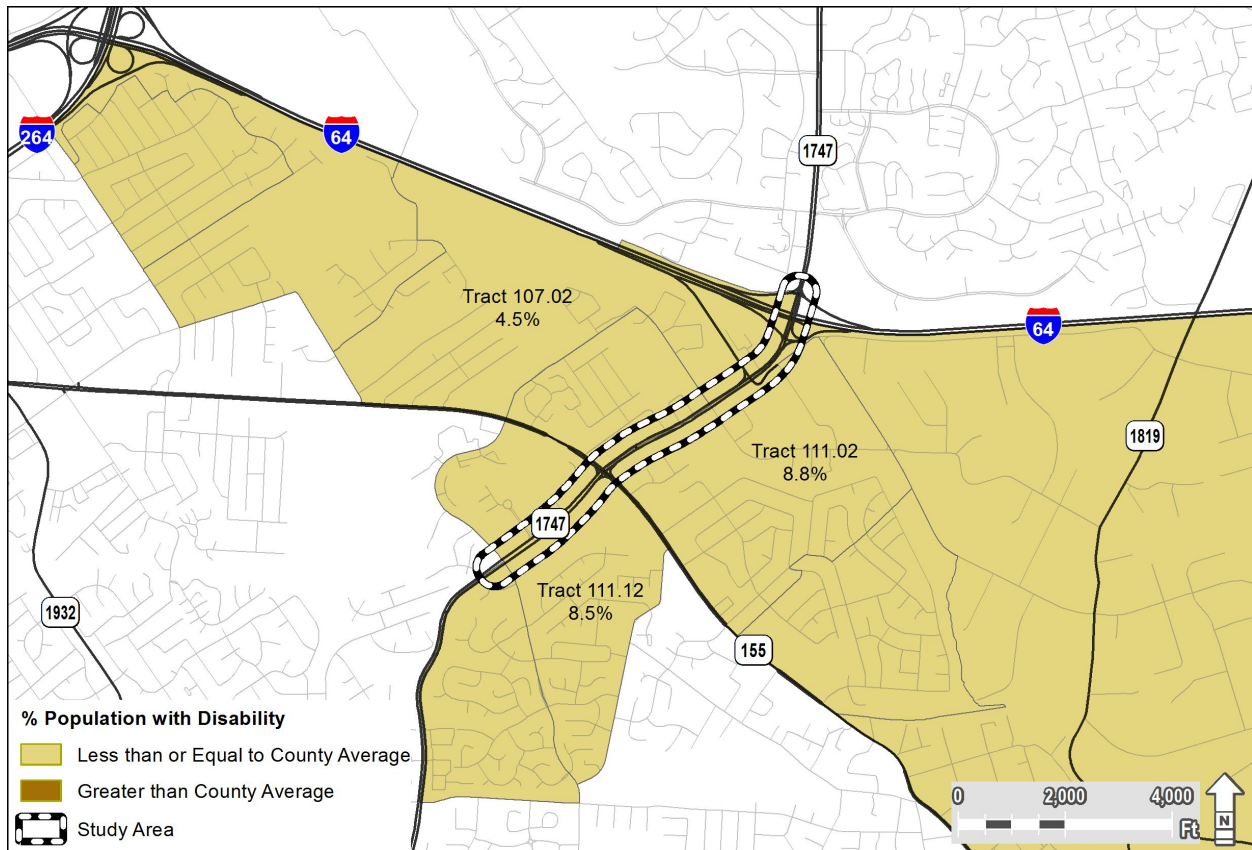 264
64
1747
Tract 107.02
4.5%
64
1819
Tract 111.02
8.8%
1747
Tract 111.12
8.5%
1932
155
% Population with Disability
Less than or Equal to County Average
Greater than County Average
Study Area
0 2,000 4,000
Ft
N